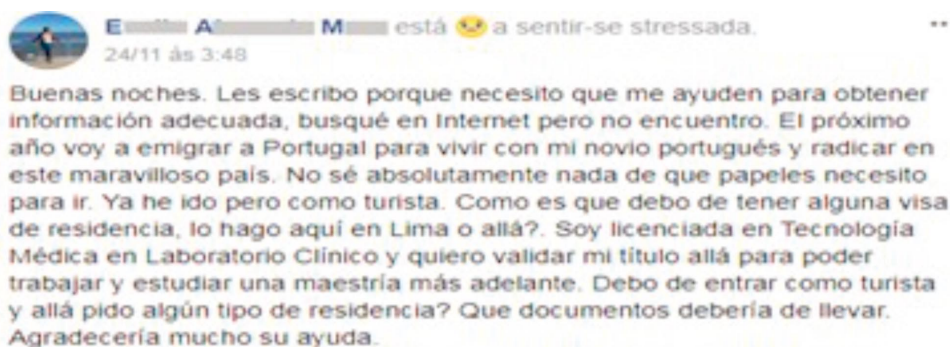 E A M está a sentir-se stressada.
24/11 ás 3:48
Buenas noches. Les escribo porque necesito que me ayuden para obtener
información adecuada, busqué en Internet pero no encuentro. El próximo
año voy a emigrar a Portugal para vivir con mi novio portugués y radicar en
este maravilloso país. No sé absolutamente nada de que papeles necesito
para ir. Ya he ido pero como turista. Como es que debo de tener alguna visa
de residencia, lo hago aquí en Lima o allá?. Soy licenciada en Tecnología
Médica en Laboratorio Clínico y quiero validar mi título allá para poder
trabajar y estudiar una maestría más adelante. Debo de entrar como turista
y allá pido algún tipo de residencia? Que documentos debería de llevar.
Agradecería mucho su ayuda.